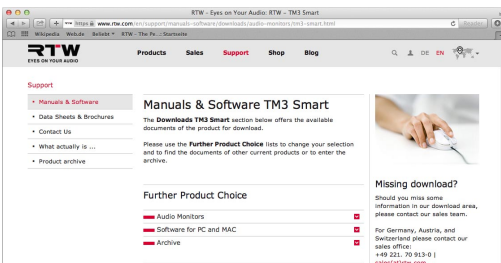 RTW – Eyes on Your Audio: RTW – TM3 Smart
https www.rtw.com/en/support/manuals-software/downloads/audio-monitors/tm3-smart.html
Reader
Wikipedia Web.de Beliebt RTW – The Pe...: Startseite
RTW
EYES ON YOUR AUDIO
Products Sales Support Shop Blog
DE EN
Support
• Manuals & Software
• Data Sheets & Brochures
• Contact Us
• What actually is ...
• Product archive
Manuals & Software TM3 Smart
The Downloads TM3 Smart section below offers the available
documents of the product for download.
Please use the Further Product Choice lists to change your selection
and to find the documents of other current products or to enter the
archive.
Further Product Choice
Audio Monitors
Software for PC and MAC
Archive
Missing download?
Should you miss some
information in our download area,
please contact our sales team.
For Germany, Austria, and
Switzerland please contact our
sales office:
+49 221. 70 913-0 |
sales(at)rtw.com